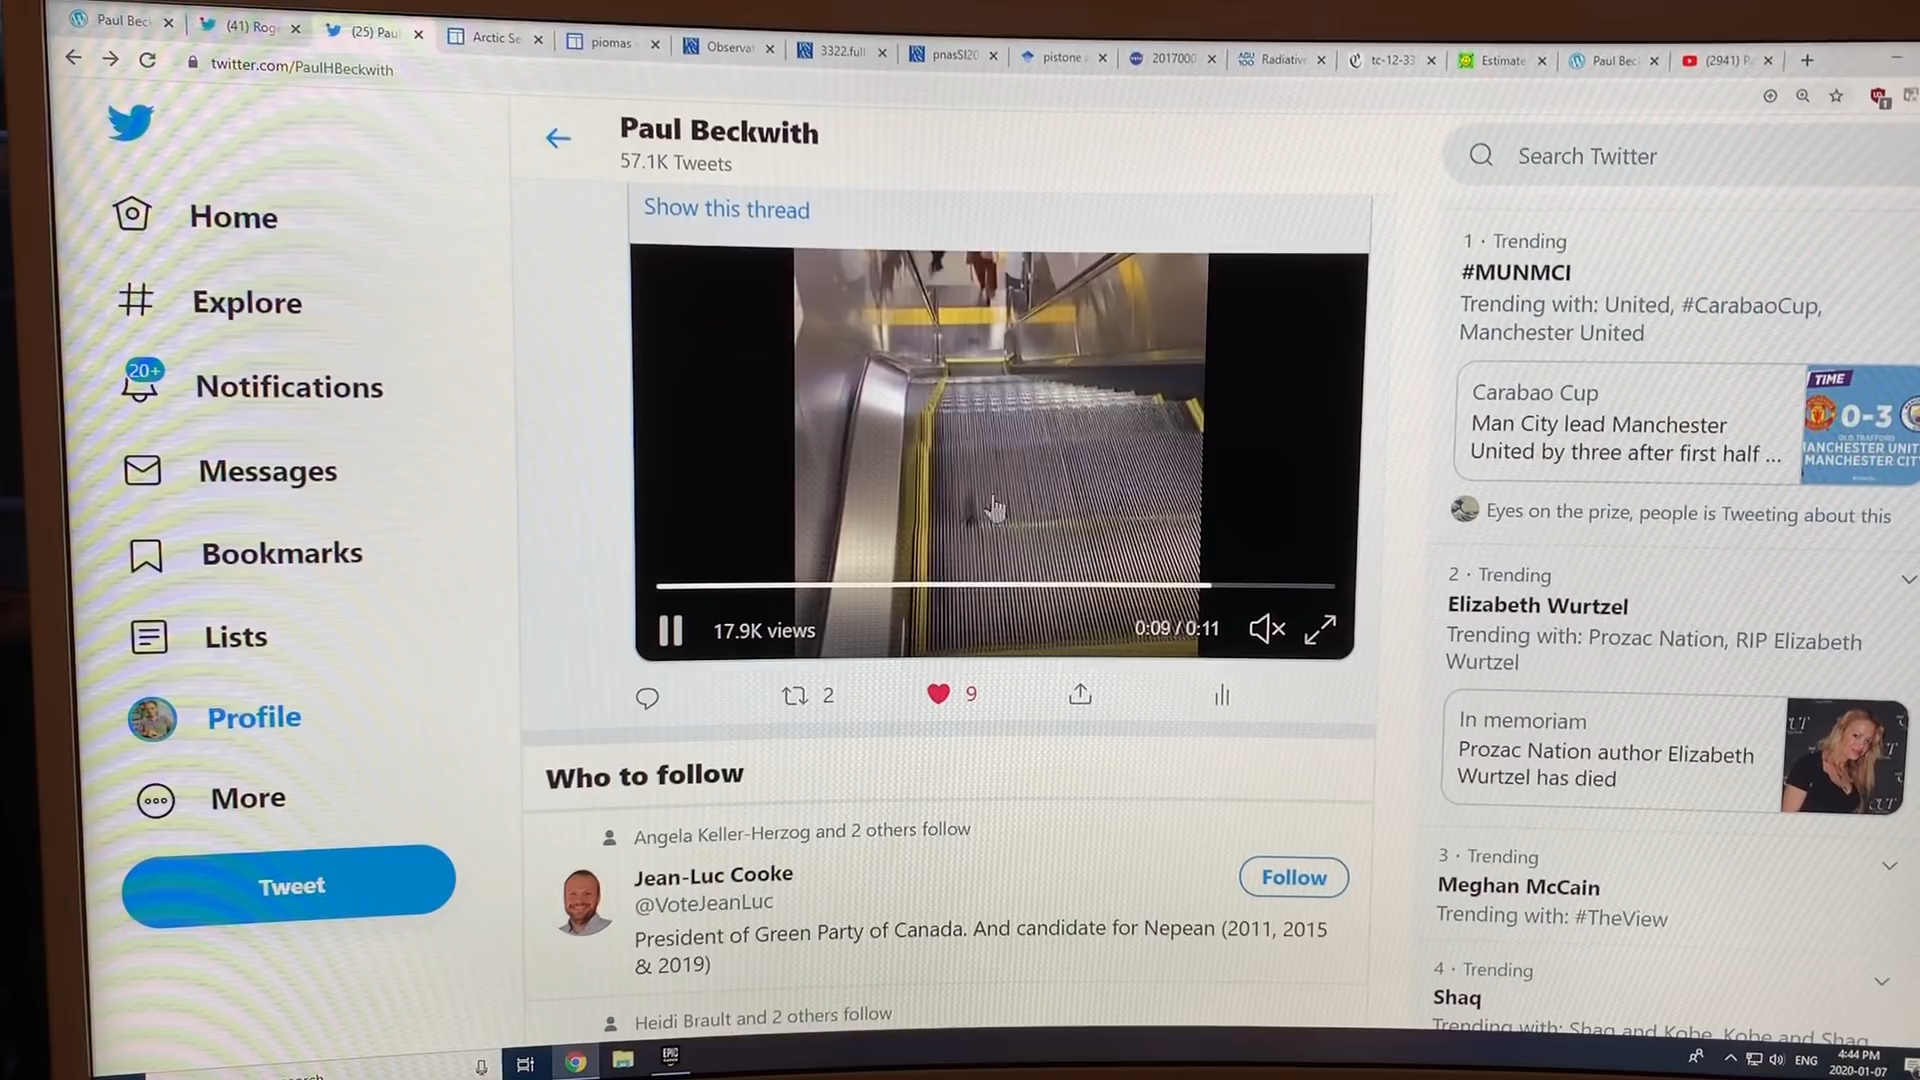 Paul Bec
(41) Rog
(25) Pau
Arctic Se
piomas
Observat
3322.full
pnasSI20
pistone
2017000
Radiative
tc-12-33
Estimate
Paul Bec
(2941) P
twitter.com/PaulHBeckwith
Paul Beckwith
57.1K Tweets
Search Twitter
Home
Explore
20+
Notifications
Messages
Bookmarks
Lists
Profile
More
Tweet
Show this thread
17.9K views
0:09 / 0:11
2
9
Who to follow
Angela Keller-Herzog and 2 others follow
Jean-Luc Cooke
@VoteJeanLuc
Follow
President of Green Party of Canada. And candidate for Nepean (2011, 2015
& 2019)
Heidi Brault and 2 others follow
1 · Trending
#MUNMCI
Trending with: United, #CarabaoCup,
Manchester United
Carabao Cup
Man City lead Manchester
United by three after first half ...
TIME
0-3
OLD TRAFFORD
MANCHESTER UNIT
MANCHESTER CIT
Eyes on the prize, people is Tweeting about this
2 · Trending
Elizabeth Wurtzel
Trending with: Prozac Nation, RIP Elizabeth
Wurtzel
In memoriam
Prozac Nation author Elizabeth
Wurtzel has died
3 · Trending
Meghan McCain
Trending with: #TheView
4 · Trending
Shaq
Trending with: Shaq and Kobe, Kobe and Shaq
EPIC
ENG
4:44 PM
2020-01-07